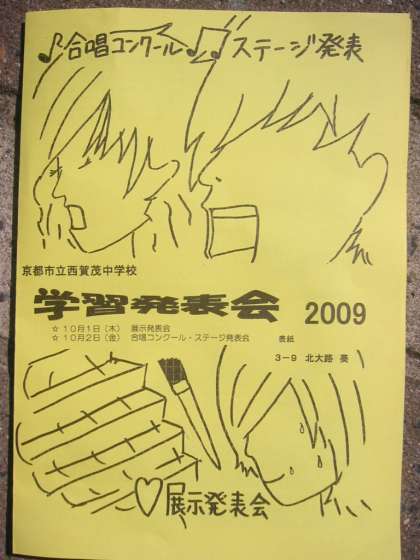 合唱コンクール ステージ発表
京都市立西賀茂中学校
学習発表会 2009
☆ 10月1日(木) 展示発表会
☆ 10月2日(金) 合唱コンクール・ステージ発表会 表紙
3-9 北大路 葵
展示発表会